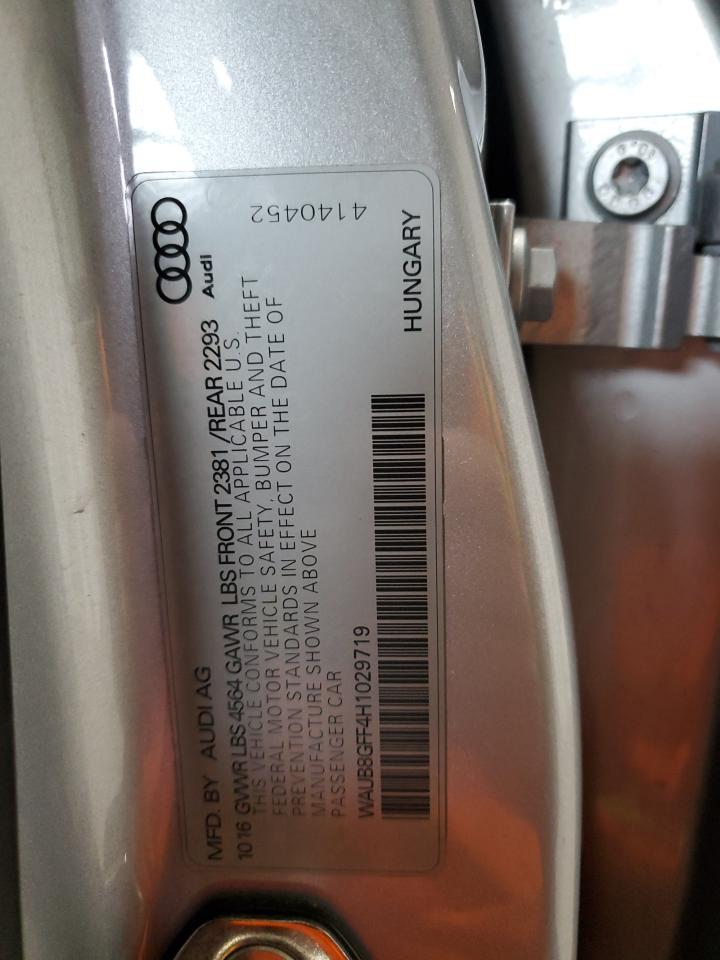 MFD. BY AUDI AG
10 16 GVWR LBS 4564 GAWR LBS FRONT 2381 /REAR 2293
Audi
THIS VEHICLE CONFORMS TO ALL APPLICABLE U.S.
FEDERAL MOTOR VEHICLE SAFETY, BUMPER AND THEFT
PREVENTION STANDARDS IN EFFECT ON THE DATE OF
MANUFACTURE SHOWN ABOVE
PASSENGER CAR
WAUB8GFF4H1029719
HUNGARY
4140452